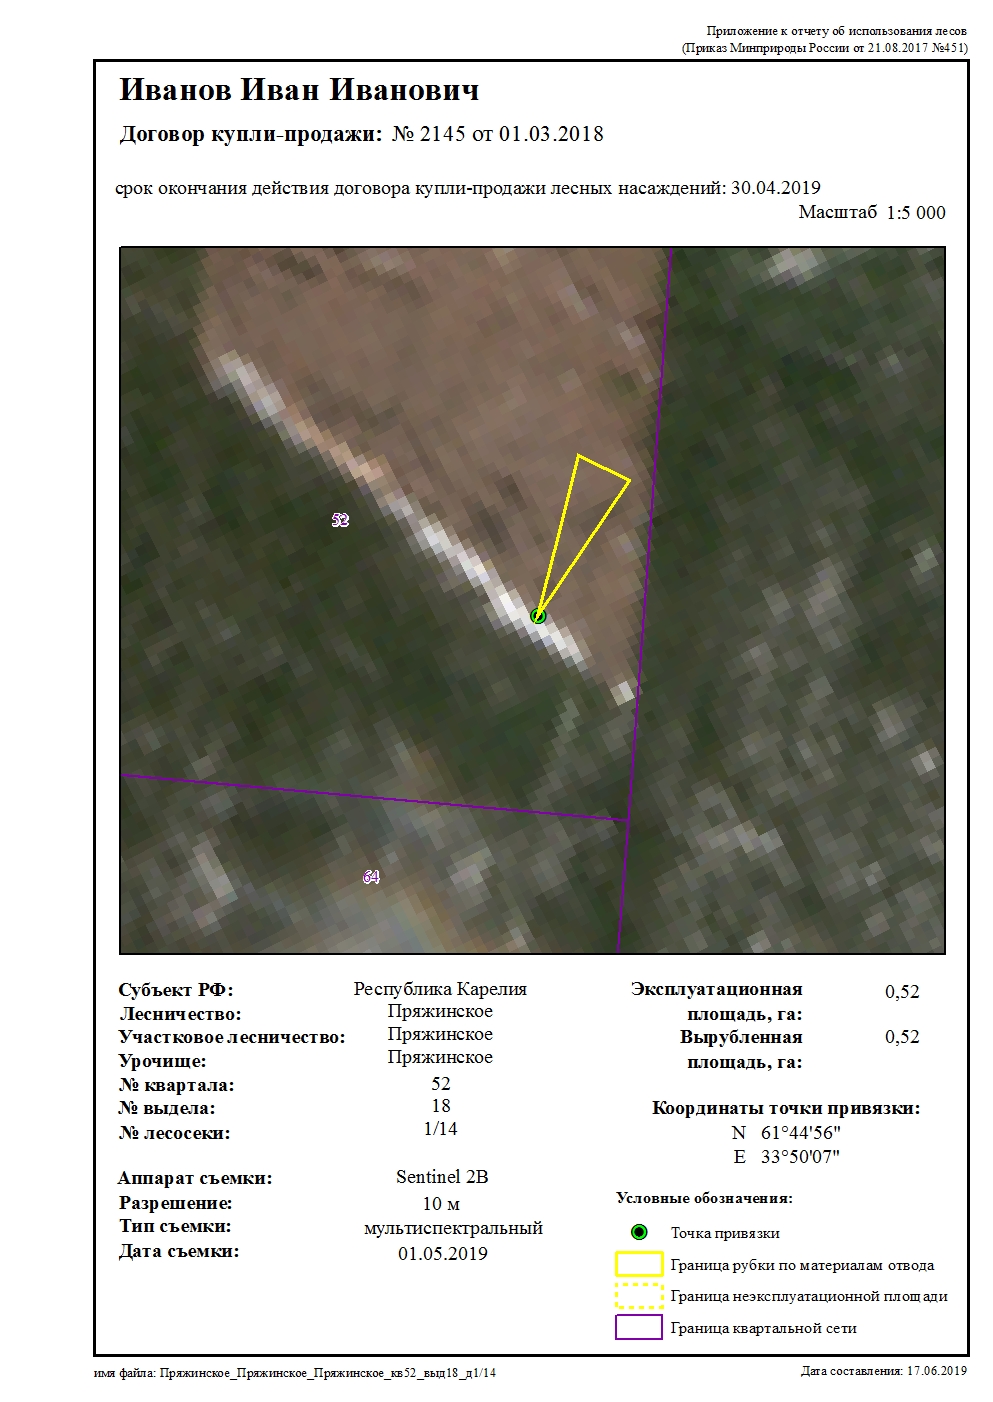 Приложение к отчету об использования лесов
(Приказ Минприроды России от 21.08.2017 №451)
Иванов Иван Иванович
Договор купли-продажи: № 2145 от 01.03.2018
срок окончания действия договора купли-продажи лесных насаждений: 30.04.2019
Масштаб 1:5 000
52
64
Субъект РФ: Республика Карелия
Лесничество: Пряжинское
Участковое лесничество: Пряжинское
Урочище: Пряжинское
№ квартала: 52
№ выдела: 18
№ лесосеки: 1/14
Аппарат съемки: Sentinel 2B
Разрешение: 10 м
Тип съемки: мультиспектральный
Дата съемки: 01.05.2019
Эксплуатационная 0,52
площадь, га:
Вырубленная 0,52
площадь, га:
Координаты точки привязки:
N 61°44'56"
E 33°50'07"
Условные обозначения:
Точка привязки
Граница рубки по материалам отвода
Граница неэксплуатационной площади
Граница квартальной сети
имя файла: Пряжинское_Пряжинское_Пряжинское_кв52_выд18_д1/14
Дата составления: 17.06.2019